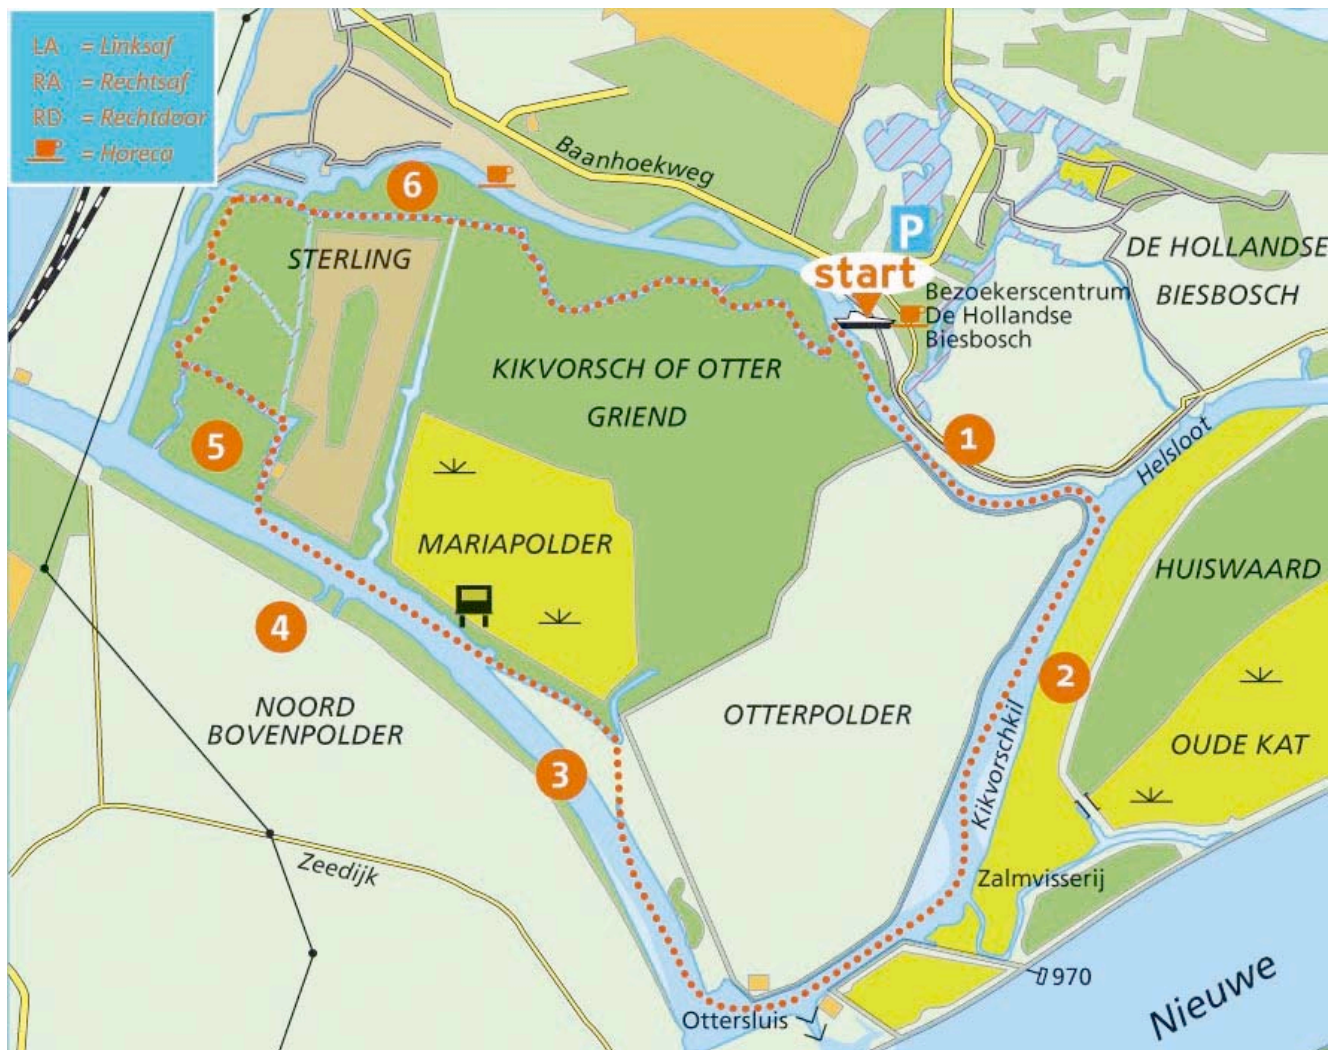 LA = Linksaf
RA = Rechtsaf
RD = Rechtdoor
= Horeca
6
Baanhoekweg
P
DE HOLLANDSE
BIESBOSCH
STERLING
start
Bezoekerscentrum
De Hollandse
Biesbosch
KIKVORSCH OF OTTER
GRIEND
5
1
Helsloot
MARIAPOLDER
HUISWAARD
4
2
NOORD
BOVENPOLDER
OTTERPOLDER
OUDE KAT
3
Kikvorschkil
Zeedijk
Zalmvisserij
970
Nieuwe
Ottersluis